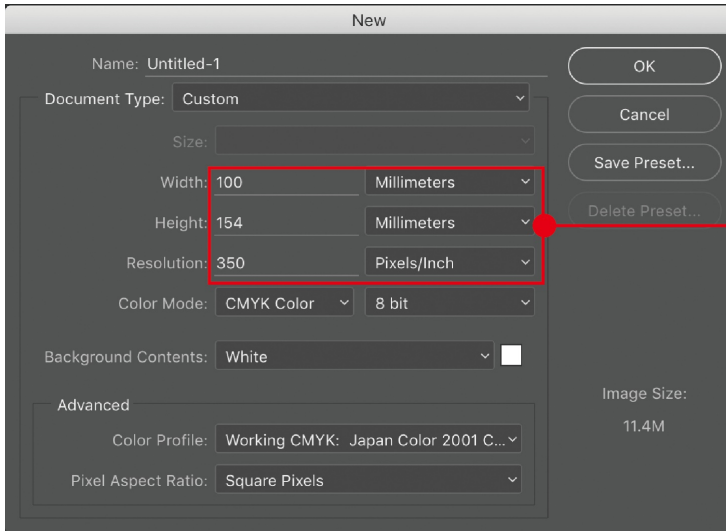 New
Name: Untitled-1
OK
Document Type: Custom
Cancel
Size:
Save Preset...
Width: 100 Millimeters
Delete Preset...
Height: 154 Millimeters
Resolution: 350 Pixels/Inch
Color Mode: CMYK Color 8 bit
Background Contents: White
Image Size:
11.4M
Advanced
Color Profile: Working CMYK: Japan Color 2001 C...
Pixel Aspect Ratio: Square Pixels